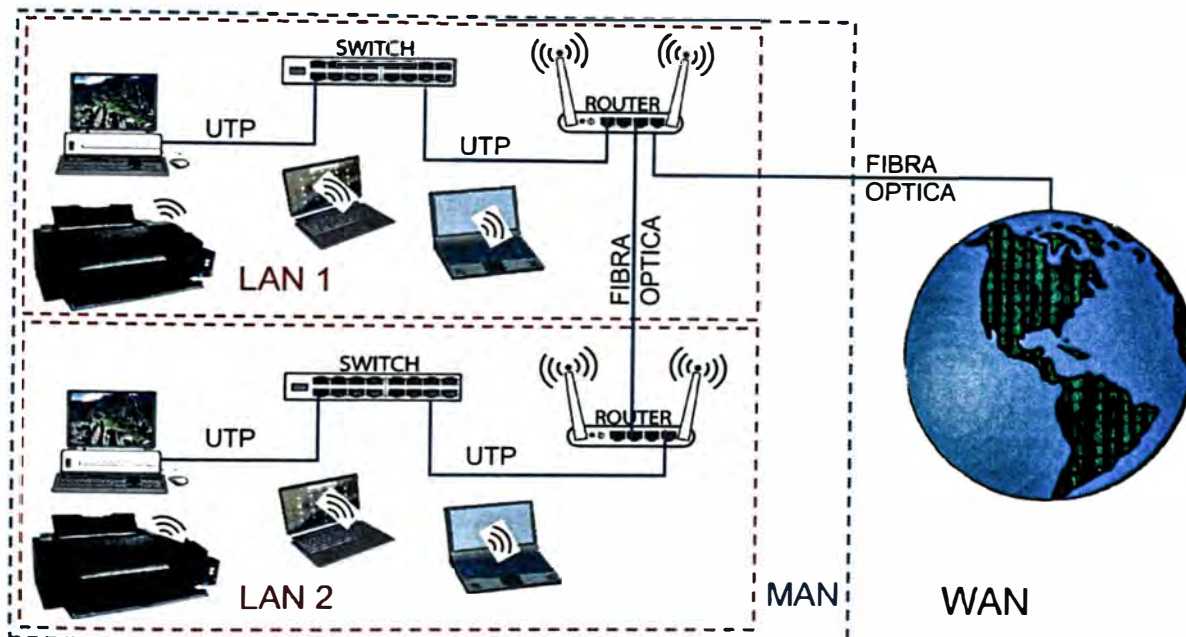 SWITCH
ROUTER
UTP
UTP
FIBRA
OPTICA
FIBRA
OPTICA
LAN 1
SWITCH
ROUTER
UTP
UTP
LAN 2
MAN
WAN